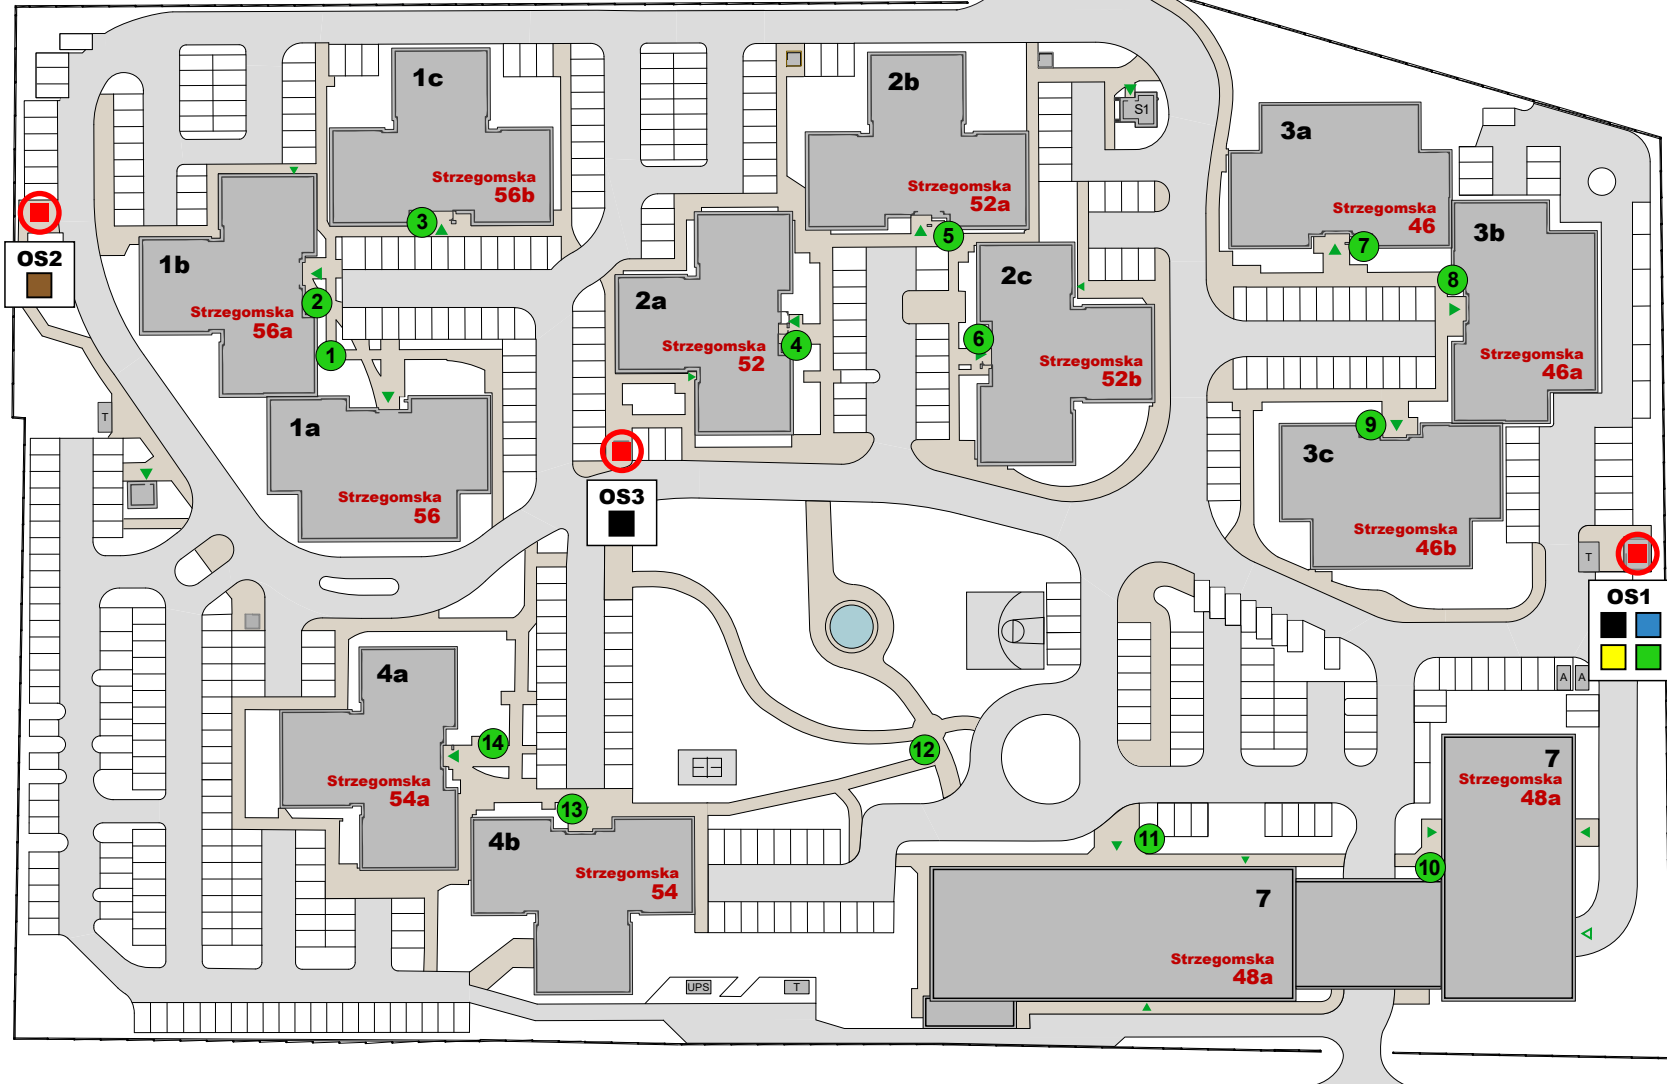 1c
Strzegomska
56b
3
2b
Strzegomska
52a
5
S1
3a
Strzegomska
46
7
OS2
1b
Strzegomska
56a
2
1
2a
Strzegomska
52
4
2c
Strzegomska
52b
6
3b
Strzegomska
46a
8
9
T
1a
Strzegomska
56
OS3
3c
Strzegomska
46b
T
OS1
A
A
4a
Strzegomska
54a
14
12
13
4b
Strzegomska
54
11
10
7
Strzegomska
48a
7
Strzegomska
48a
UPS
T